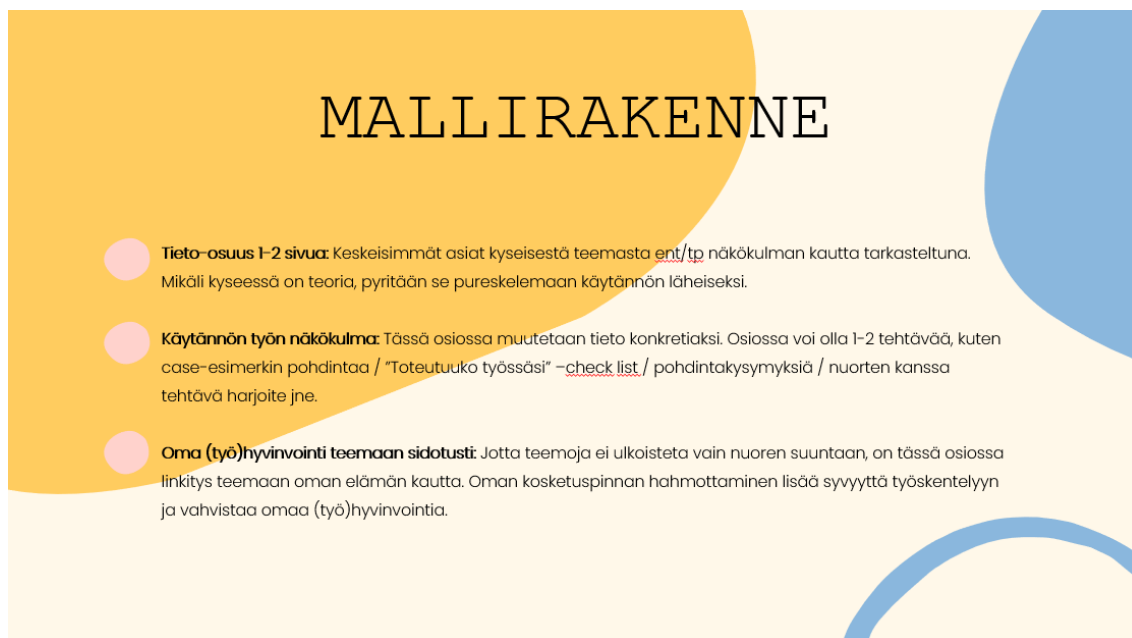 MALLIRAKENNE
Tieto-osuus 1-2 sivua: Keskeisimmät asiat kyseisestä teemasta ent/tp näkökulman kautta tarkasteltuna.
Mikäli kyseessä on teoria, pyritään se pureskelemaan käytännön läheiseksi.
Käytännön työn näkökulma: Tässä osiossa muutetaan tieto konkretiaksi. Osiossa voi olla 1-2 tehtävää, kuten
case-esimerkin pohdintaa / "Toteutuuko työssäsi" –check list / pohdintakysymyksiä / nuorten kanssa
tehtävä harjoite jne.
Oma (työ)hyvinvointi teemaan sidotusti: Jotta teemoja ei ulkoisteta vain nuoren suuntaan, on tässä osiossa
linkitys teemaan oman elämän kautta. Oman kosketuspinnan hahmottaminen lisää syvyyttä työskentelyyn
ja vahvistaa omaa (työ)hyvinvointia.